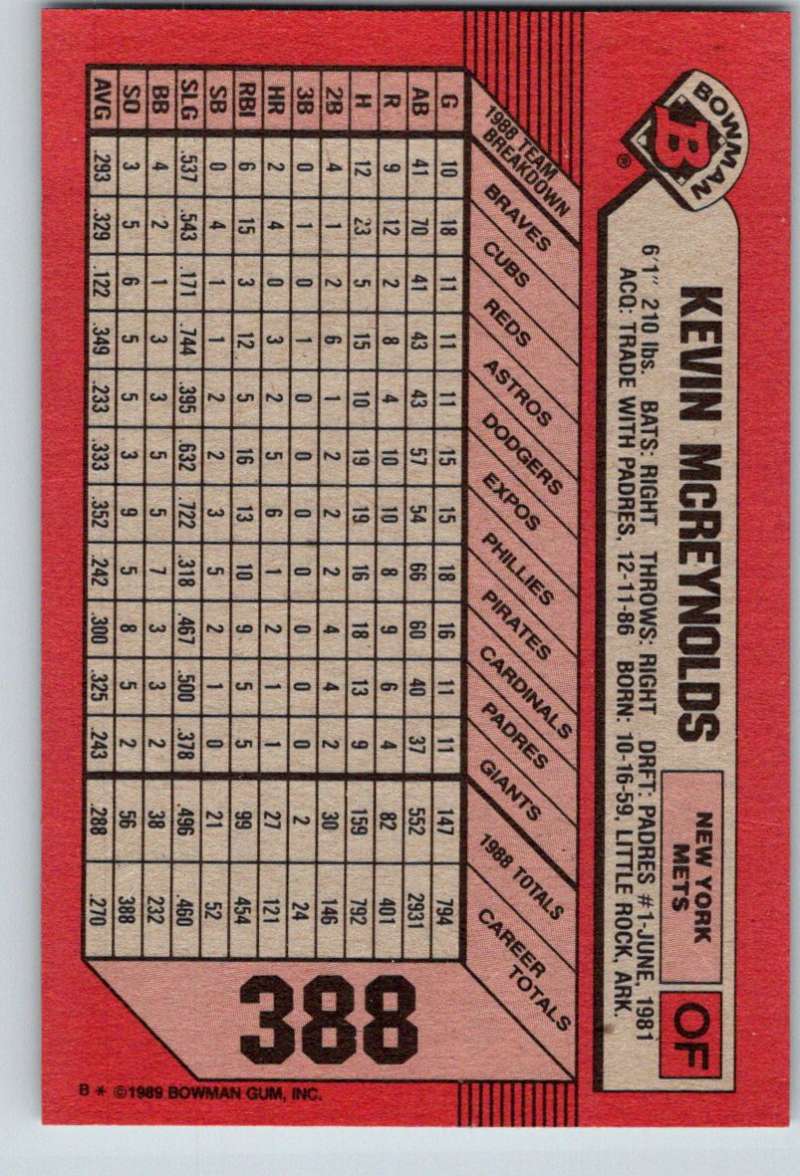 BOWMAN
B
®
KEVIN McREYNOLDS
NEW YORK
METS
OF
6'1" 210 lbs. BATS: RIGHT THROWS: RIGHT DRFT: PADRES #1-JUNE, 1981
ACQ: TRADE WITH PADRES, 12-11-86 BORN: 10-16-59, LITTLE ROCK, ARK.
1988 TEAM
BREAKDOWN
BRAVES
CUBS
REDS
ASTROS
DODGERS
EXPOS
PHILLIES
PIRATES
CARDINALS
PADRES
GIANTS
1988 TOTALS
CAREER
TOTALS
G 10 18 11 11 11 15 15 18 16 11 11 147 794
AB 41 70 41 43 43 57 54 66 60 40 37 552 2931
R 9 12 2 8 4 10 10 8 9 6 4 82 401
H 12 23 5 15 10 19 19 16 18 13 9 159 792
2B 4 1 2 6 1 2 2 2 4 4 2 30 146
3B 0 1 0 1 0 0 0 0 0 0 0 2 24
HR 2 4 0 3 2 5 6 1 2 1 1 27 121
RBI 6 15 3 12 5 16 13 10 9 5 5 99 454
SB 0 4 1 1 2 2 3 5 2 1 0 21 52
SLG .537 .543 .171 .744 .395 .632 .722 .318 .467 .500 .378 .496 .460
BB 4 2 1 3 3 5 5 7 3 3 2 38 232
SO 3 5 6 5 5 3 9 5 8 5 2 56 388
AVG .293 .329 .122 .349 .233 .333 .352 .242 .300 .325 .243 .288 .270
388
B * ©1989 BOWMAN GUM, INC.